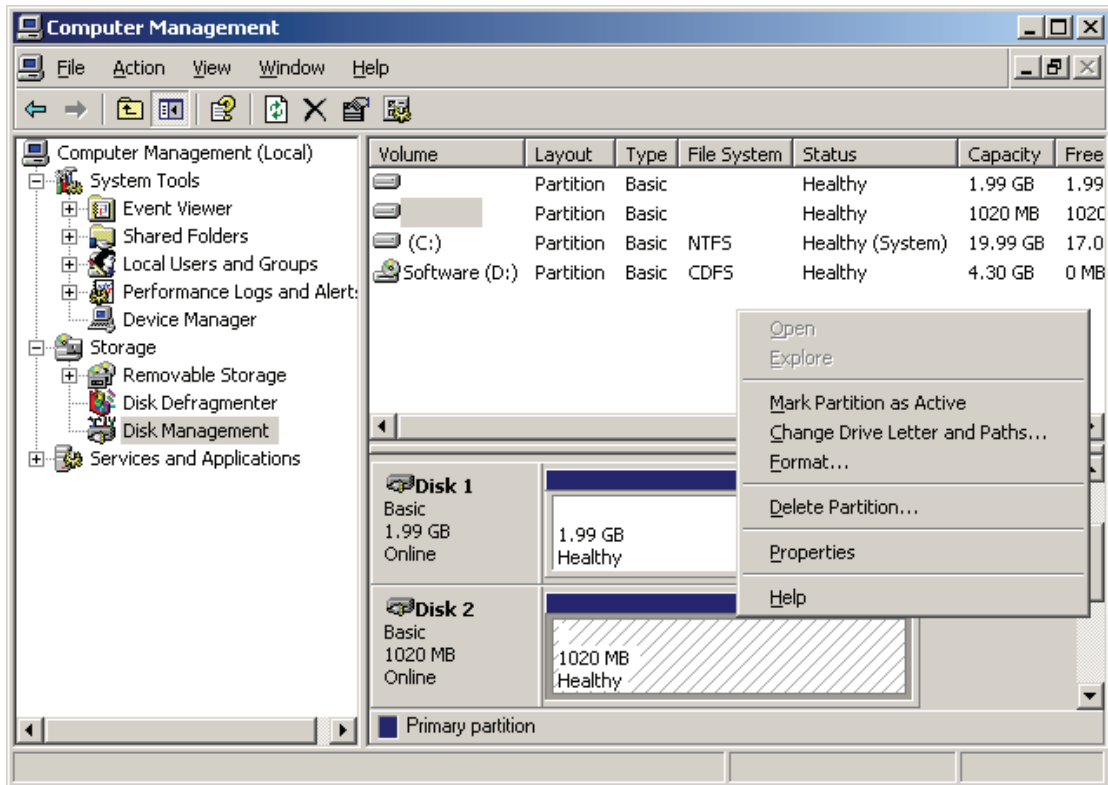 Computer Management
File Action View Window Help
Computer Management (Local)
System Tools
Event Viewer
Shared Folders
Local Users and Groups
Performance Logs and Alert
Device Manager
Storage
Removable Storage
Disk Defragmenter
Disk Management
Services and Applications
Volume Layout Type File System Status Capacity Free
Partition Basic Healthy 1.99 GB 1.99
Partition Basic Healthy 1020 MB 1020
(C:) Partition Basic NTFS Healthy (System) 19.99 GB 17.0
Software (D:) Partition Basic CDFS Healthy 4.30 GB 0 MB
Open
Explore
Mark Partition as Active
Change Drive Letter and Paths...
Format...
Delete Partition...
Properties
Help
Disk 1
Basic
1.99 GB
Online
1.99 GB
Healthy
Disk 2
Basic
1020 MB
Online
1020 MB
Healthy
Primary partition